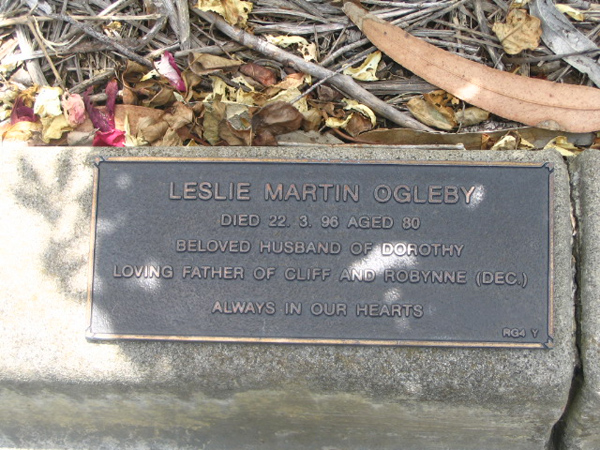 LESLIE MARTIN OGLEBY
DIED 22. 3. 96 AGED 80
BELOVED HUSBAND OF DOROTHY
LOVING FATHER OF CLIFF AND ROBYNNE (DEC.)
ALWAYS IN OUR HEARTS
RG4 Y